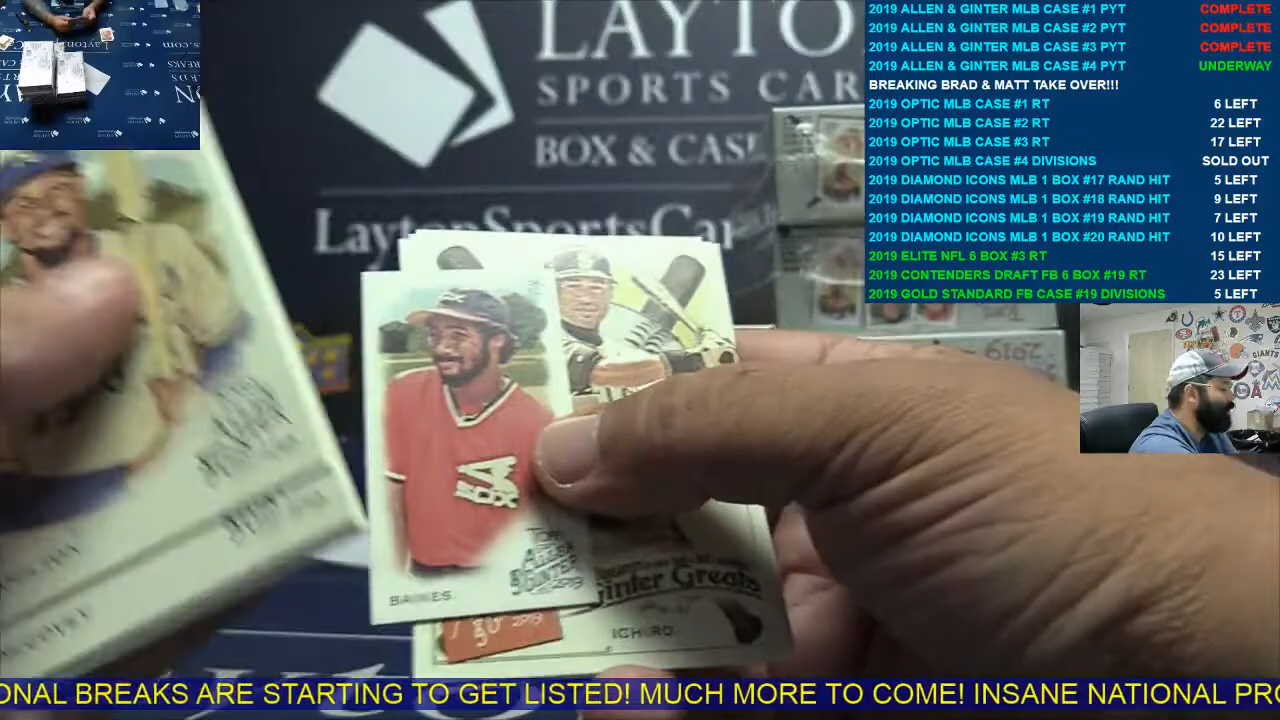 LAYTO
SPORTS CAR
BOX & CASE
LaytonSportsCar
2019 ALLEN & GINTER MLB CASE #1 PYT COMPLETE
2019 ALLEN & GINTER MLB CASE #2 PYT COMPLETE
2019 ALLEN & GINTER MLB CASE #3 PYT COMPLETE
2019 ALLEN & GINTER MLB CASE #4 PYT UNDERWAY
BREAKING BRAD & MATT TAKE OVER!!!
2019 OPTIC MLB CASE #1 RT 6 LEFT
2019 OPTIC MLB CASE #2 RT 22 LEFT
2019 OPTIC MLB CASE #3 RT 17 LEFT
2019 OPTIC MLB CASE #4 DIVISIONS SOLD OUT
2019 DIAMOND ICONS MLB 1 BOX #17 RAND HIT 5 LEFT
2019 DIAMOND ICONS MLB 1 BOX #18 RAND HIT 9 LEFT
2019 DIAMOND ICONS MLB 1 BOX #19 RAND HIT 7 LEFT
2019 DIAMOND ICONS MLB 1 BOX #20 RAND HIT 10 LEFT
2019 ELITE NFL 6 BOX #3 RT 15 LEFT
2019 CONTENDERS DRAFT FB 6 BOX #19 RT 23 LEFT
2019 GOLD STANDARD FB CASE #19 DIVISIONS 5 LEFT
GIANTS
2019
SOX
TOPPS
ALLEN
& GINTER
2019
BAINES
Ginter Greats
ICHIRO
2019
ONAL BREAKS ARE STARTING TO GET LISTED! MUCH MORE TO COME! INSANE NATIONAL PRO